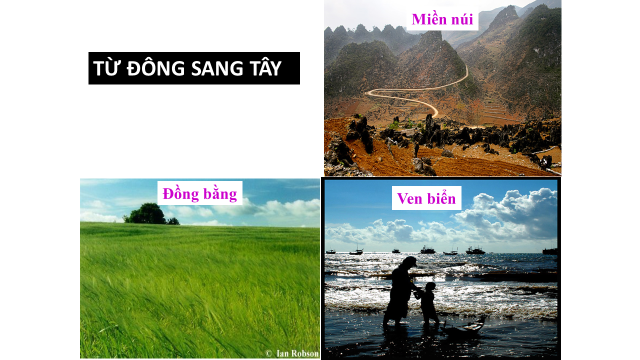 Miền núi
TỪ ĐÔNG SANG TÂY
Đồng bằng
Ven biển
© Ian Robson